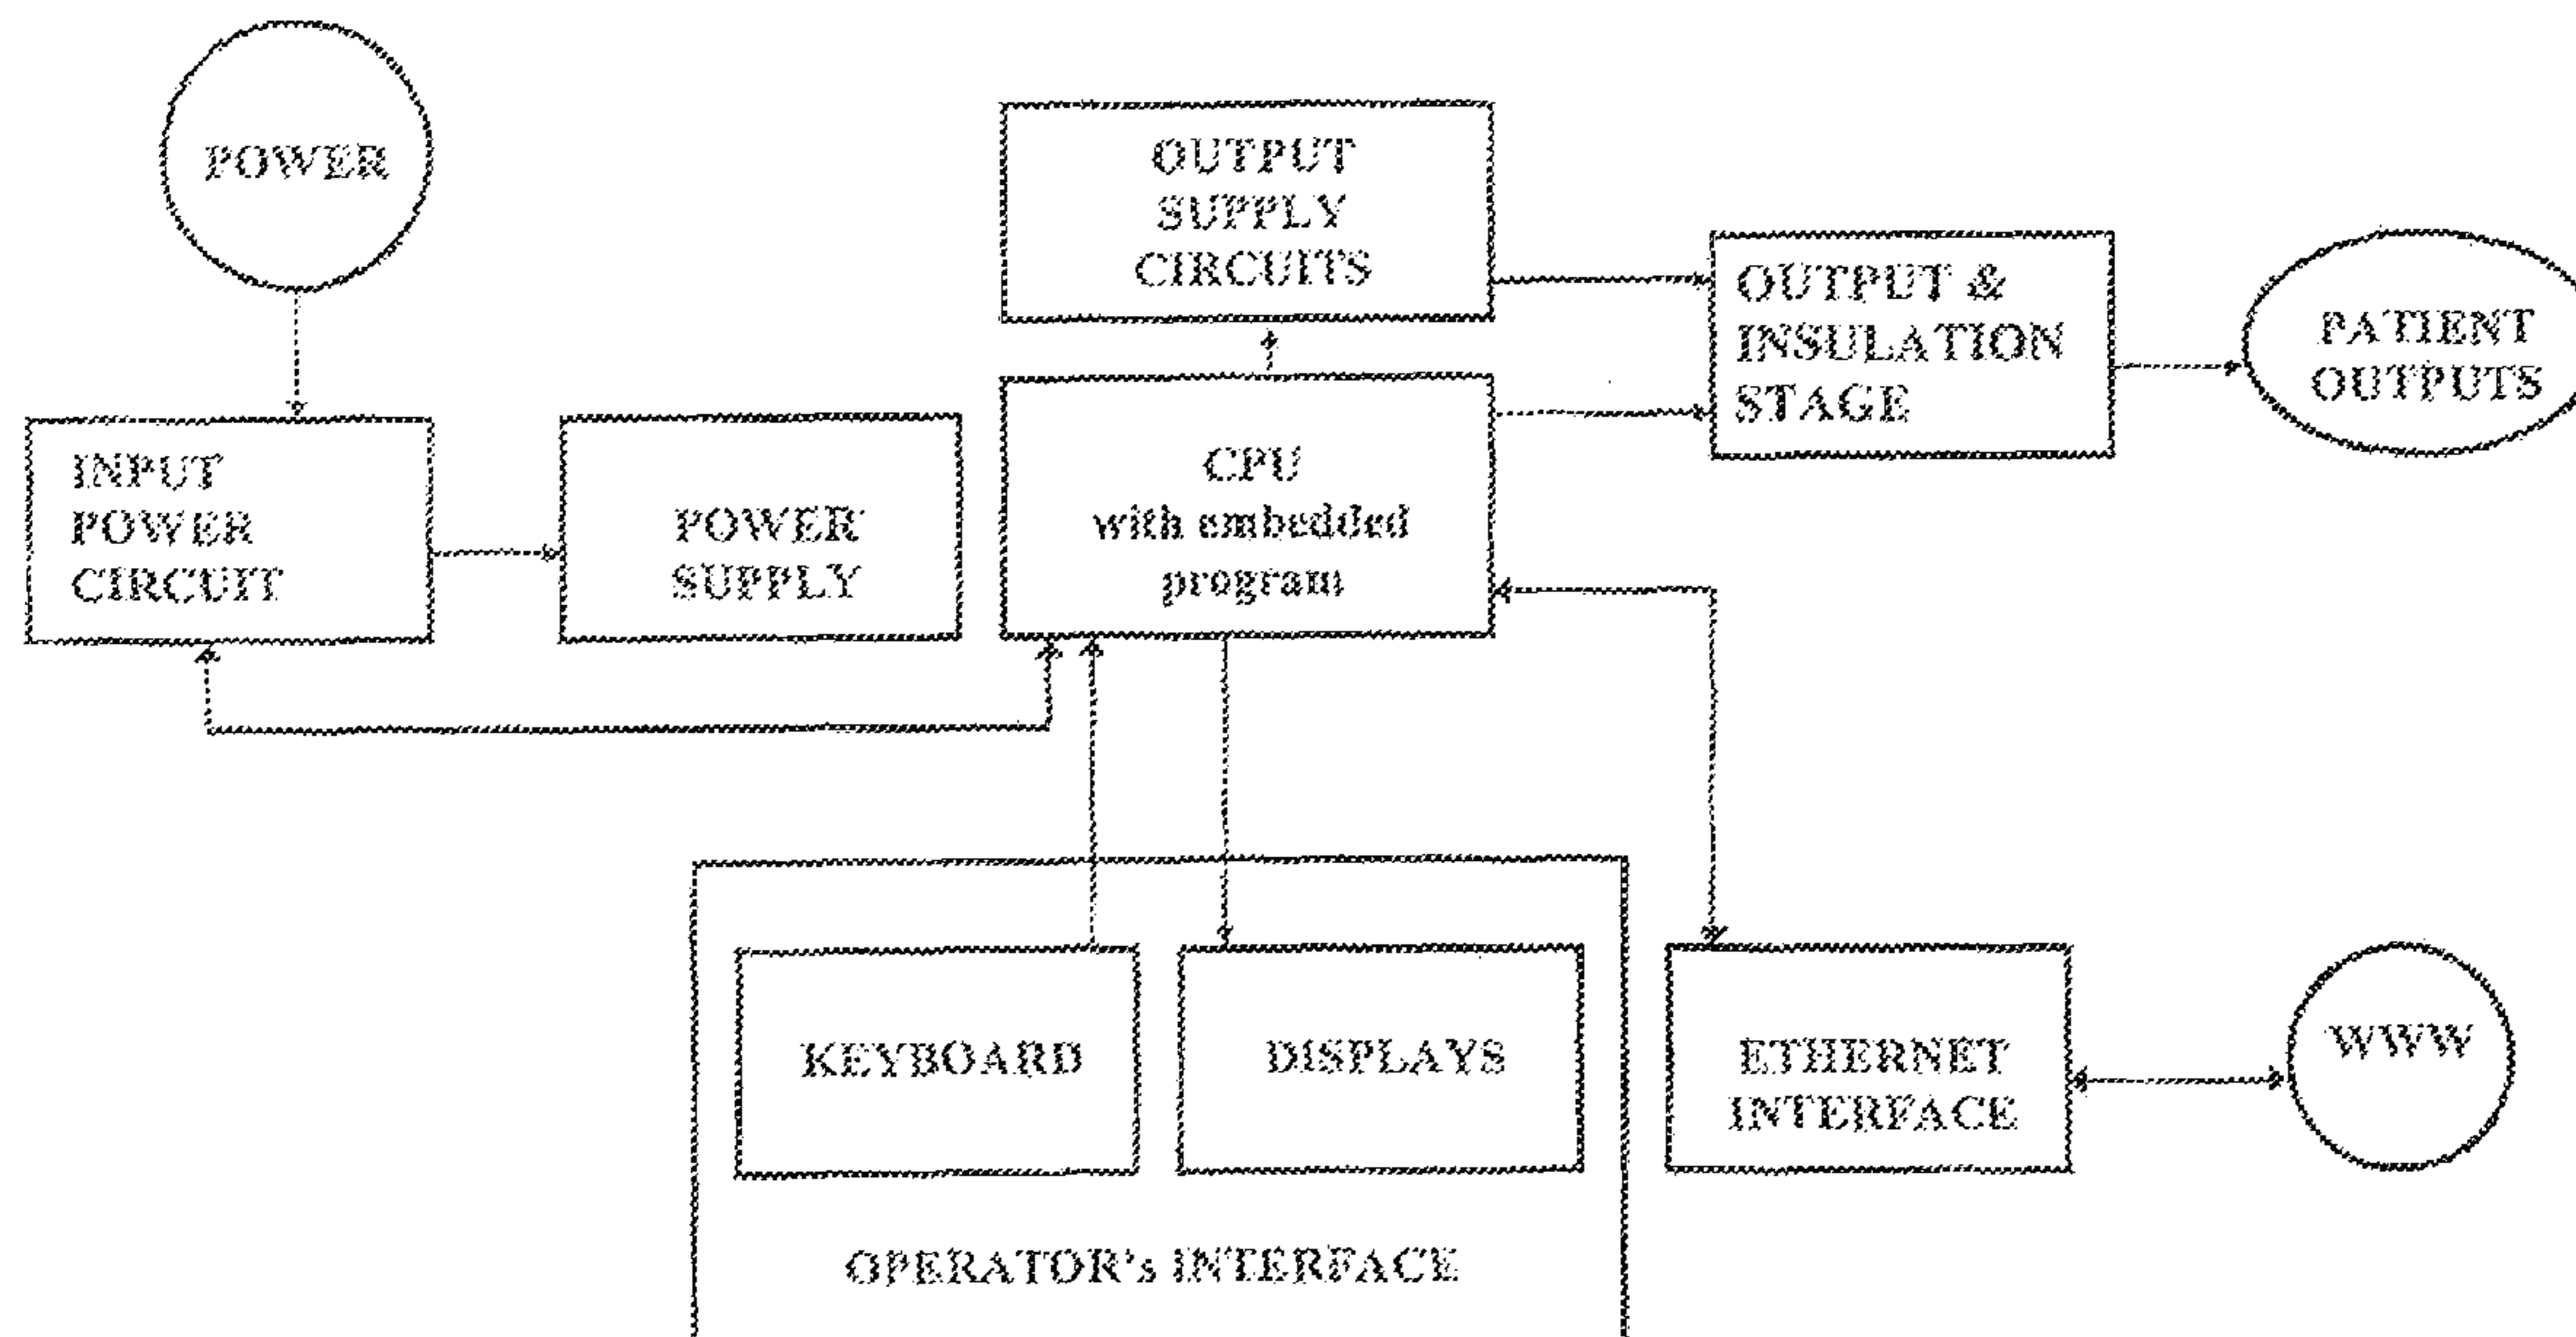 POWER
OUTPUT
SUPPLY
CIRCUITS
OUTPUT &
INSULATION
STAGE
PATIENT
OUTPUTS
INPUT
POWER
CIRCUIT
POWER
SUPPLY
CPU
with embedded
program
KEYBOARD
DISPLAYS
ETHERNET
INTERFACE
WWW
OPERATOR's INTERFACE